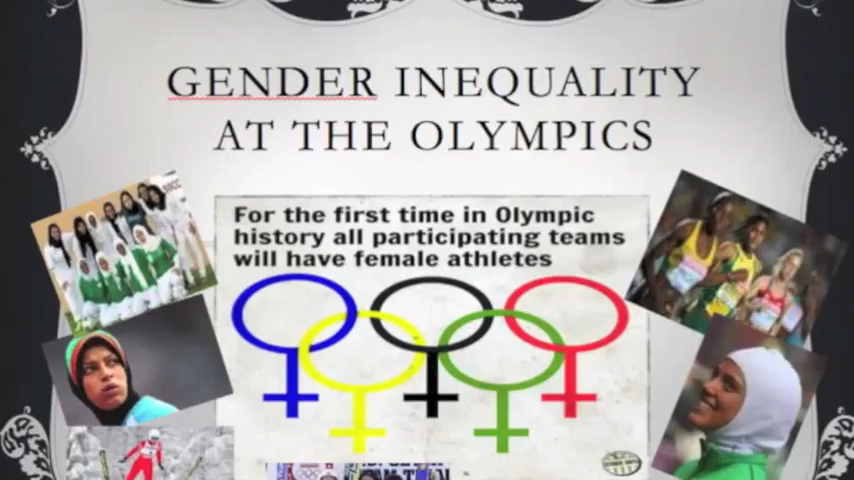 GENDER INEQUALITY
AT THE OLYMPICS
For the first time in Olympic
history all participating teams
will have female athletes